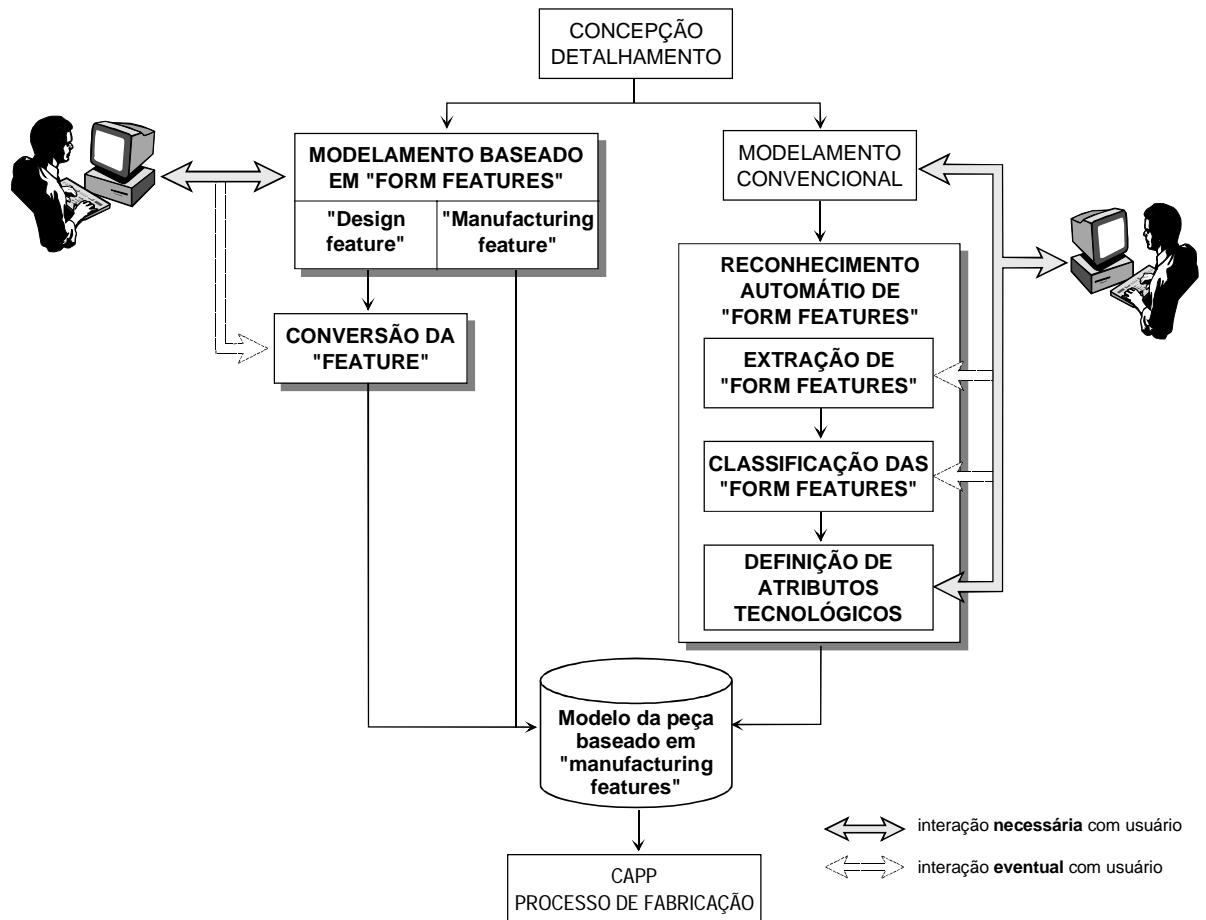 CONCEPÇÃO
DETALHAMENTO
MODELAMENTO BASEADO
EM "FORM FEATURES"
"Design
feature"
"Manufacturing
feature"
CONVERSÃO DA
"FEATURE"
MODELAMENTO
CONVENCIONAL
RECONHECIMENTO
AUTOMÁTIO DE
"FORM FEATURES"
EXTRAÇÃO DE
"FORM FEATURES"
CLASSIFICAÇÃO DAS
"FORM FEATURES"
DEFINIÇÃO DE
ATRIBUTOS
TECNOLÓGICOS
Modelo da peça
baseado em
"manufacturing
features"
interação necessária com usuário
interação eventual com usuário
CAPP
PROCESSO DE FABRICAÇÃO